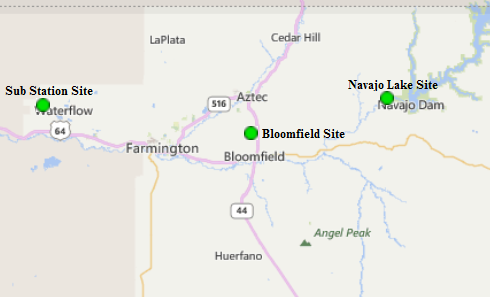 LaPlata
Cedar Hill
Sub Station Site
Waterflow
Navajo Lake Site
Navajo Dam
516
Aztec
64
Bloomfield Site
Farmington
Bloomfield
44
Angel Peak
Huerfano